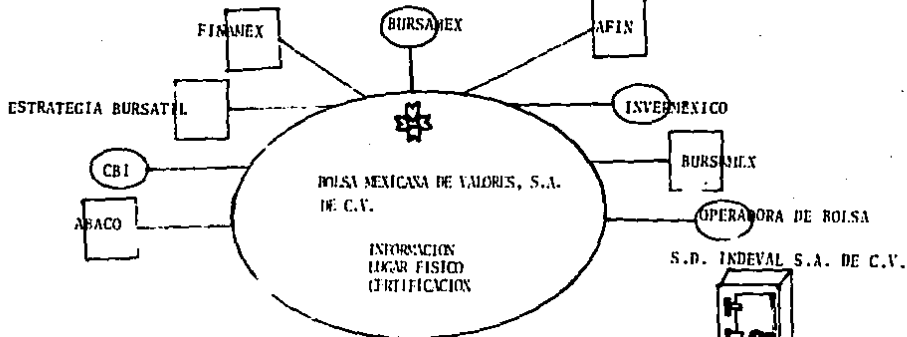 FINAMEX
BURSAMEX
AFIN
ESTRATEGIA BURSATIL
INVERMEXICO
CBI
BURSAMEX
ABACO
OPERADORA DE BOLSA
BOLSA MEXICANA DE VALORES, S.A.
DE C.V.
INFORMACION
LUGAR FISICO
CERTIFICACION
S.D. INDEVAL S.A. DE C.V.